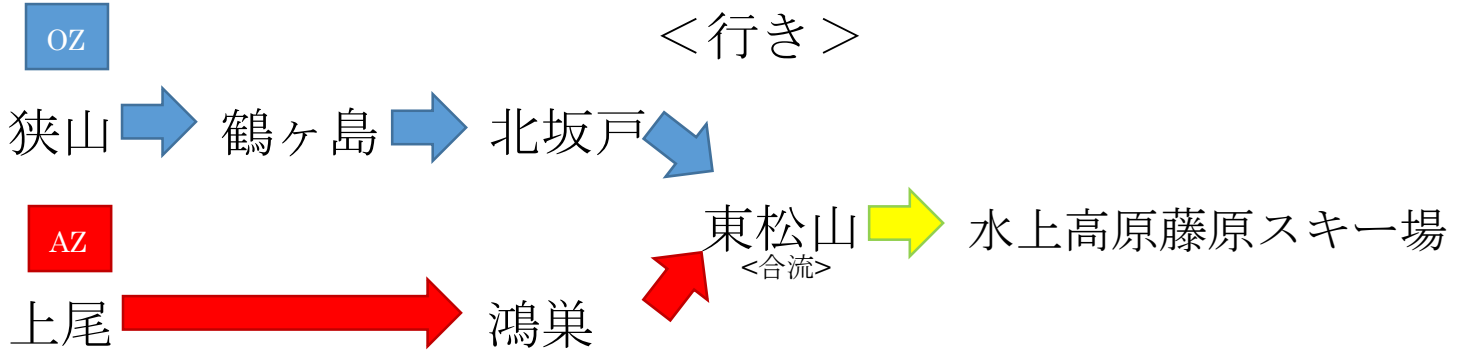 OZ
<行き>
狭山
鶴ヶ島
北坂戸
AZ
東松山
<合流>
水上高原藤原スキー場
上尾
鴻巣